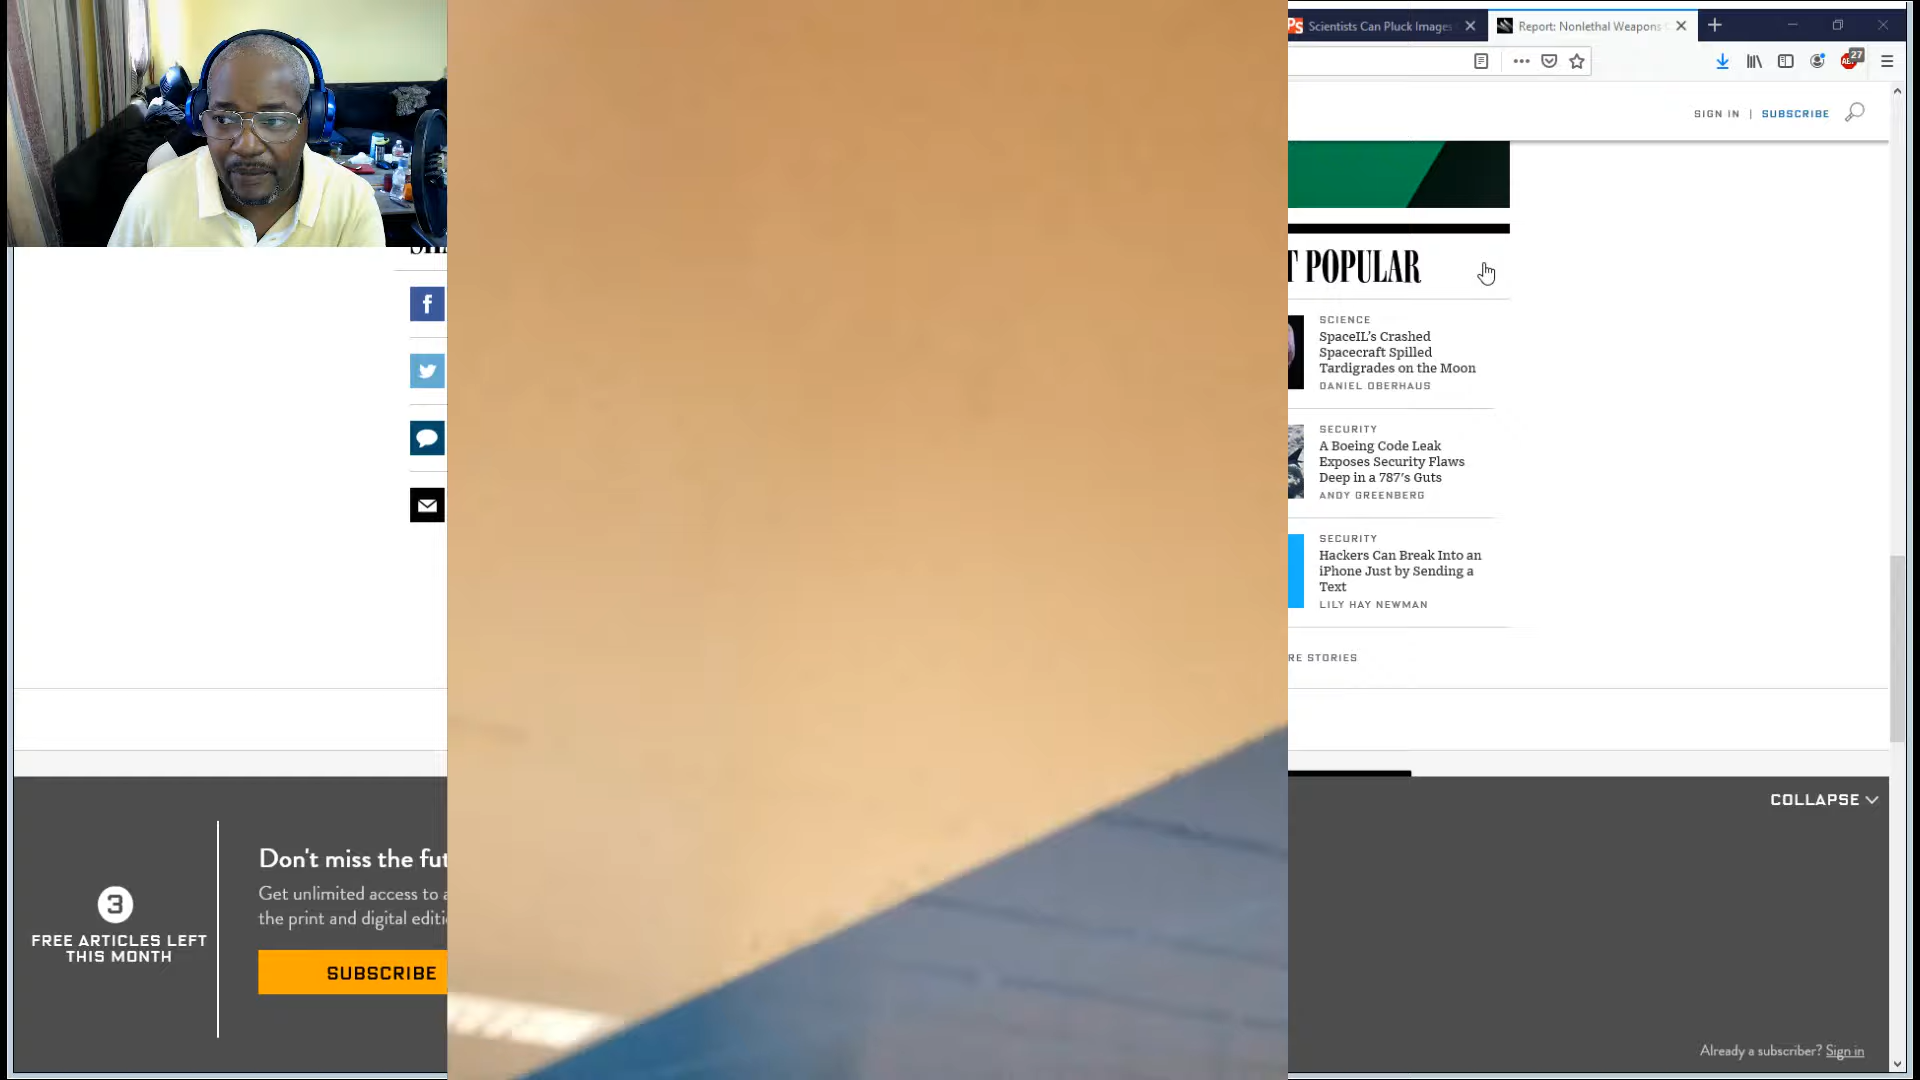 Scientists Can Pluck Images
Report: Nonlethal Weapons
27
SIGN IN | SUBSCRIBE
POPULAR
SCIENCE
SpaceIL's Crashed
Spacecraft Spilled
Tardigrades on the Moon
DANIEL OBERHAUS
SECURITY
A Boeing Code Leak
Exposes Security Flaws
Deep in a 787's Guts
ANDY GREENBERG
SECURITY
Hackers Can Break Into an
iPhone Just by Sending a
Text
LILY HAY NEWMAN
RE STORIES
COLLAPSE
3
FREE ARTICLES LEFT
THIS MONTH
Don't miss the fut
Get unlimited access to a
the print and digital editi
SUBSCRIBE
Already a subscriber? Sign in